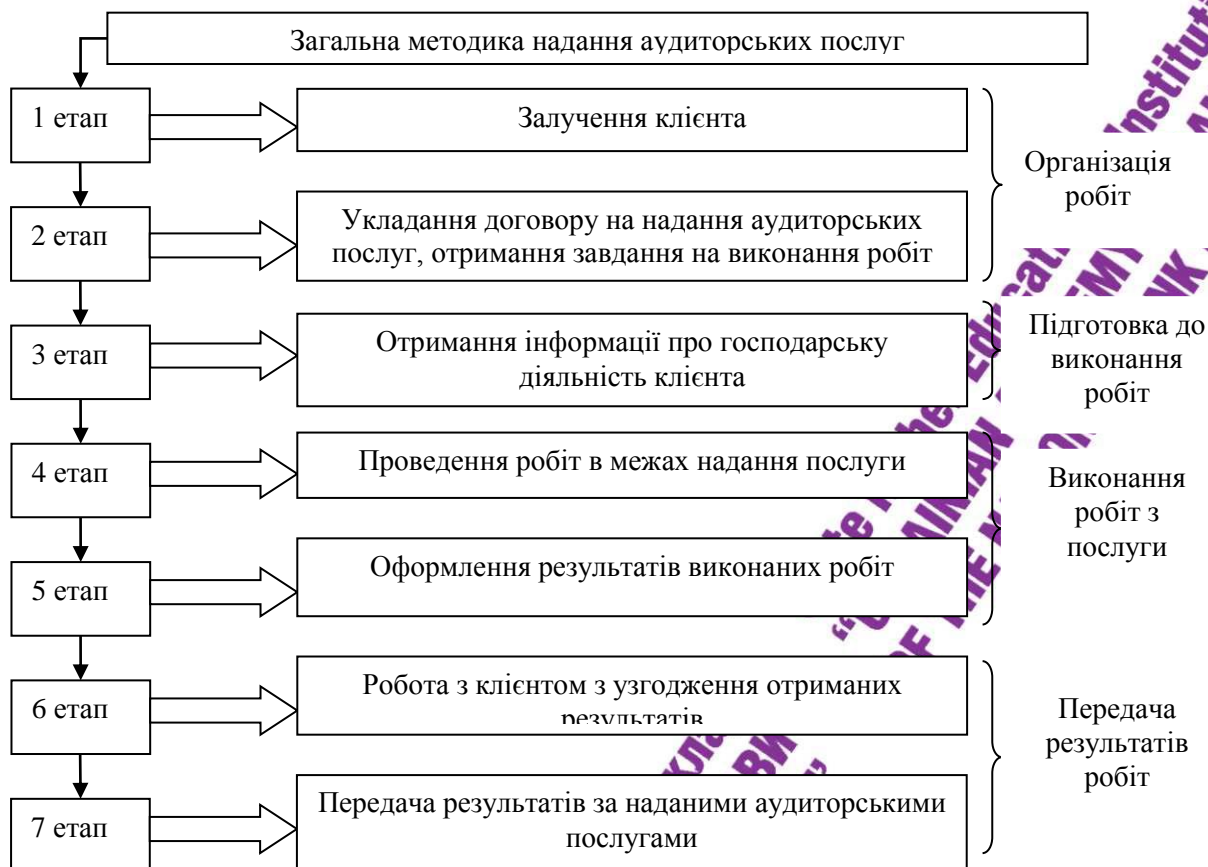 Загальна методика надання аудиторських послуг
1 етап
Залучення клієнта
Організація
робіт
2 етап
Укладання договору на надання аудиторських
послуг, отримання завдання на виконання робіт
3 етап
Отримання інформації про господарську
діяльність клієнта
Підготовка до
виконання
робіт
4 етап
Проведення робіт в межах надання послуги
Виконання
робіт з
послуги
5 етап
Оформлення результатів виконаних робіт
6 етап
Робота з клієнтом з узгодження отриманих
результатів
Передача
результатів
робіт
7 етап
Передача результатів за наданими аудиторськими
послугами